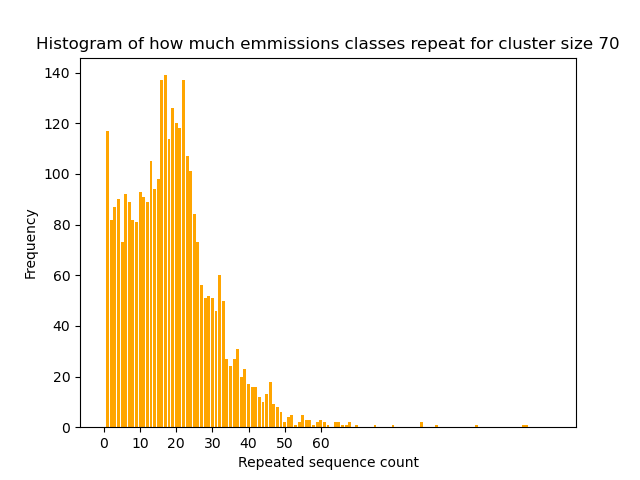 Histogram of how much emmissions classes repeat for cluster size 70
140
120
100
80
60
40
20
0
Frequency
0 10 20 30 40 50 60
Repeated sequence count